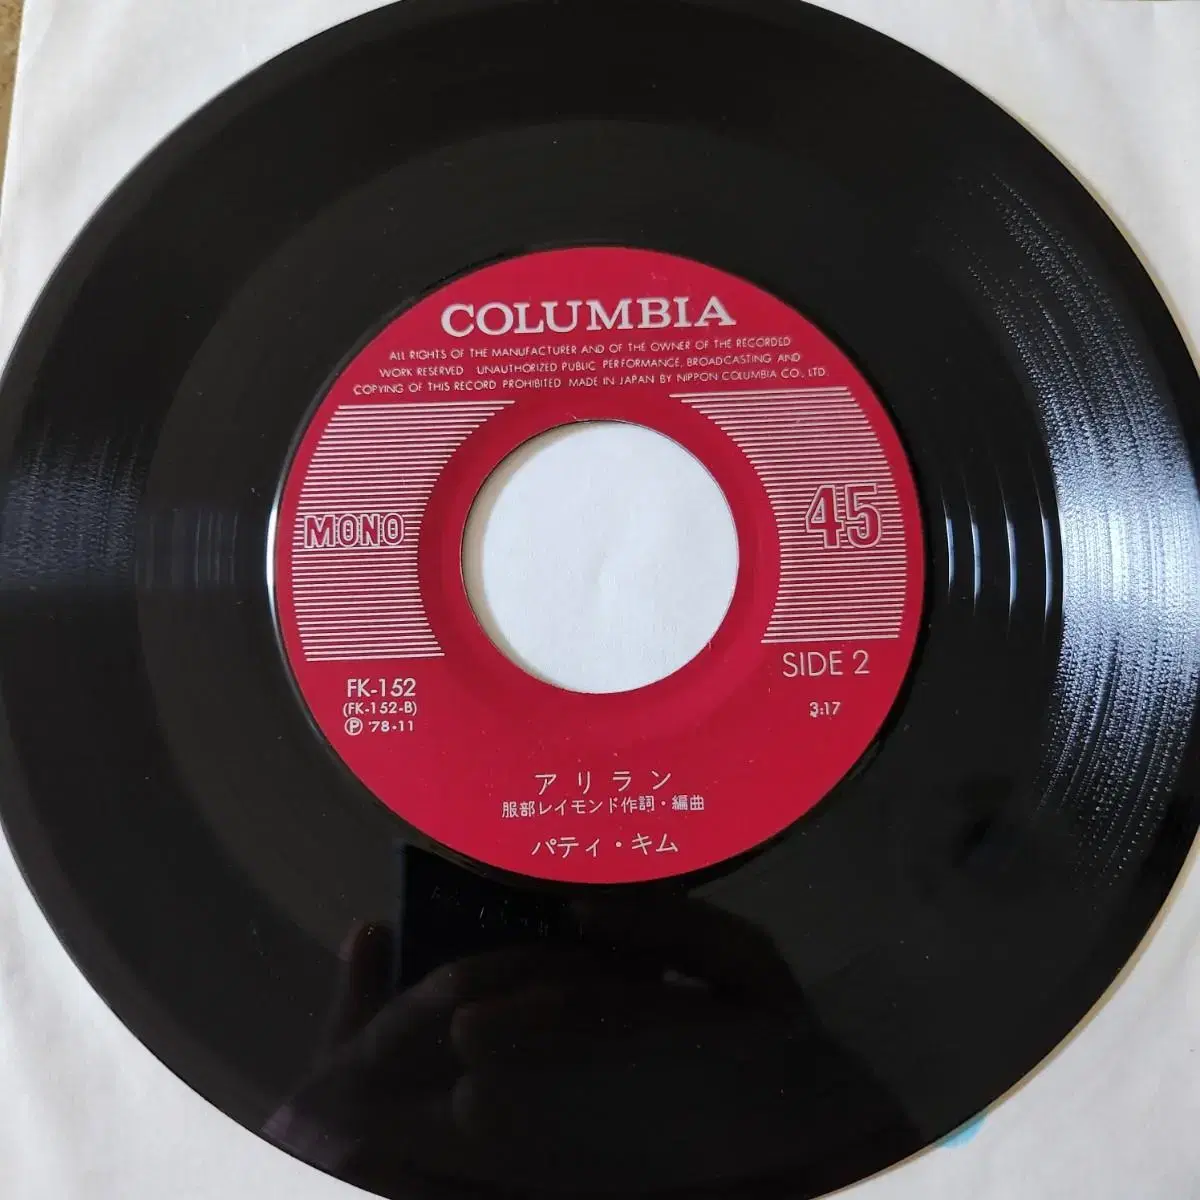 COLUMBIA
ALL RIGHTS OF THE MANUFACTURER AND OF THE OWNER OF THE RECORDED
WORK RESERVED UNAUTHORIZED PUBLIC PERFORMANCE, BROADCASTING AND
COPYING OF THIS RECORD PROHIBITED MADE IN JAPAN BY NIPPON COLUMBIA CO., LTD.
MONO
45
SIDE 2
FK-152
(FK-152-B)
Ⓟ '78·11
3:17
アリラン
服部レイモンド作詞・編曲
パティ・キム